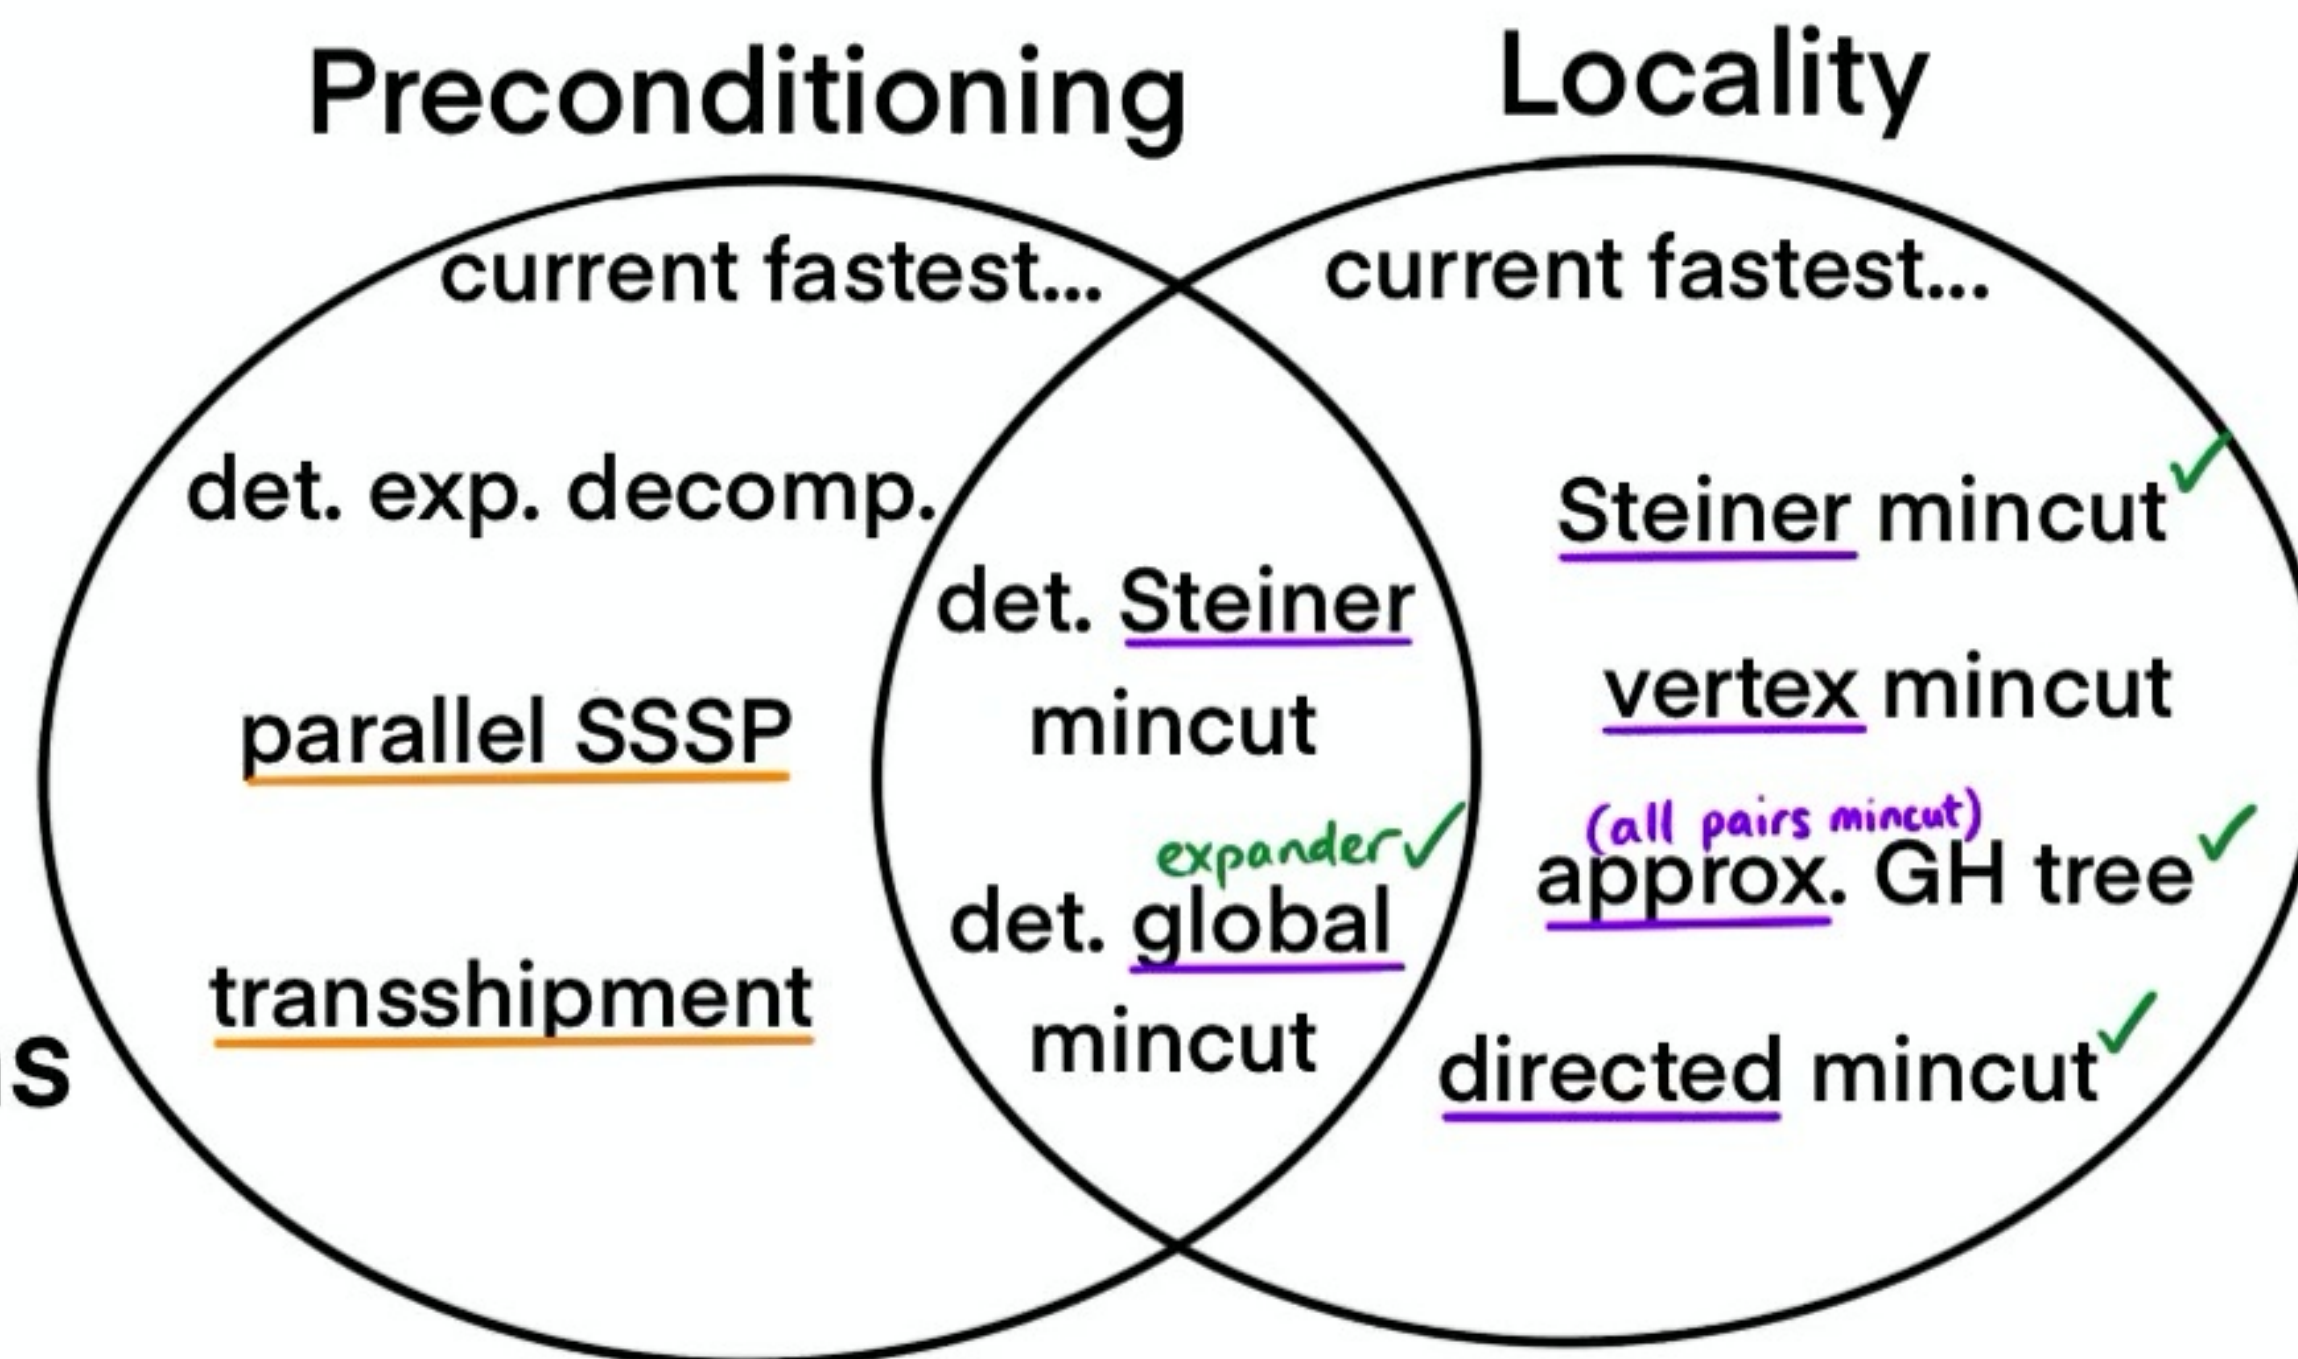 Preconditioning
current fastest...
det. exp. decomp.
parallel SSSP
transshipment
det. Steiner
mincut
expander✓
det. global
mincut
Locality
current fastest...
Steiner mincut✓
vertex mincut
(all pairs mincut)
approx. GH tree✓
directed mincut✓